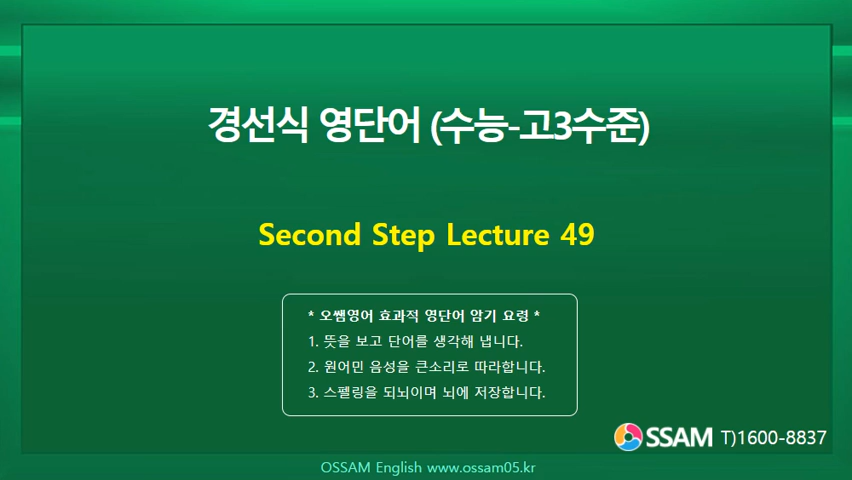 경선식 영단어 (수능-고3수준)
Second Step Lecture 49
* 오쌤영어 효과적 영단어 암기 요령 *
1. 뜻을 보고 단어를 생각해 냅니다.
2. 원어민 음성을 큰소리로 따라합니다.
3. 스펠링을 되뇌이며 뇌에 저장합니다.
OSSAM T)1600-8837
OSSAM English www.ossam05.kr